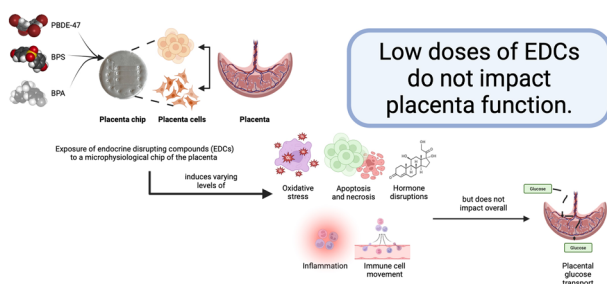 PBDE-47
BPS
BPA
Placenta chip
Placenta cells
Placenta
Low doses of EDCs
do not impact
placenta function.
Exposure of endocrine disrupting compounds (EDCs)
to a microphysiological chip of the placenta
induces varying
levels of
Oxidative
stress
Apoptosis
and necrosis
Hormone
disruptions
Inflammation
Immune cell
movement
but does not
impact overall
Glucose
Glucose
Placental
glucose
transport